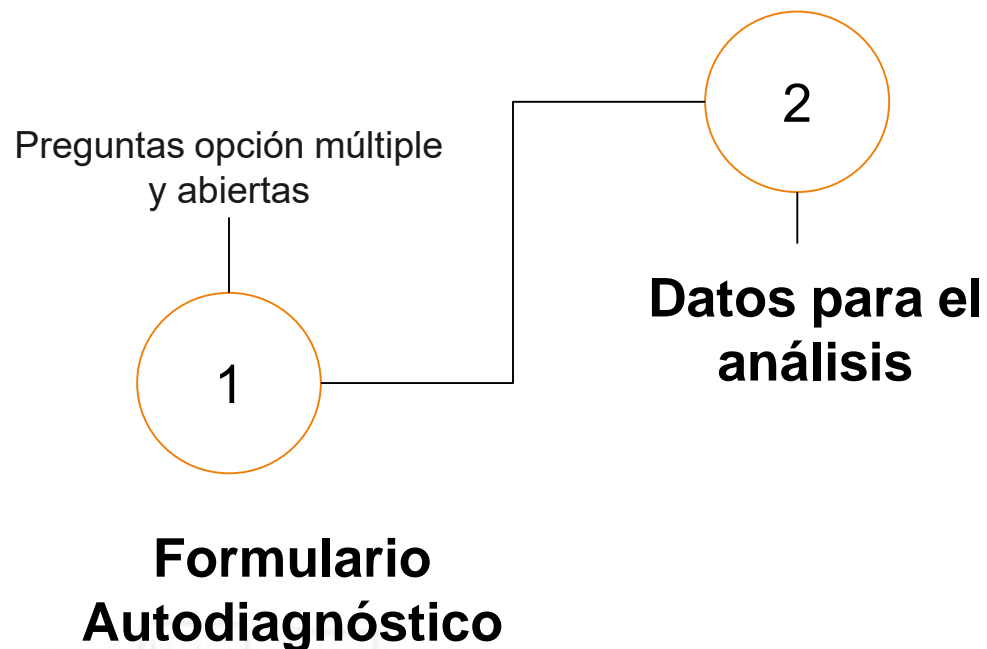 Preguntas opción múltiple
y abiertas
1
Formulario
Autodiagnóstico
2
Datos para el
análisis